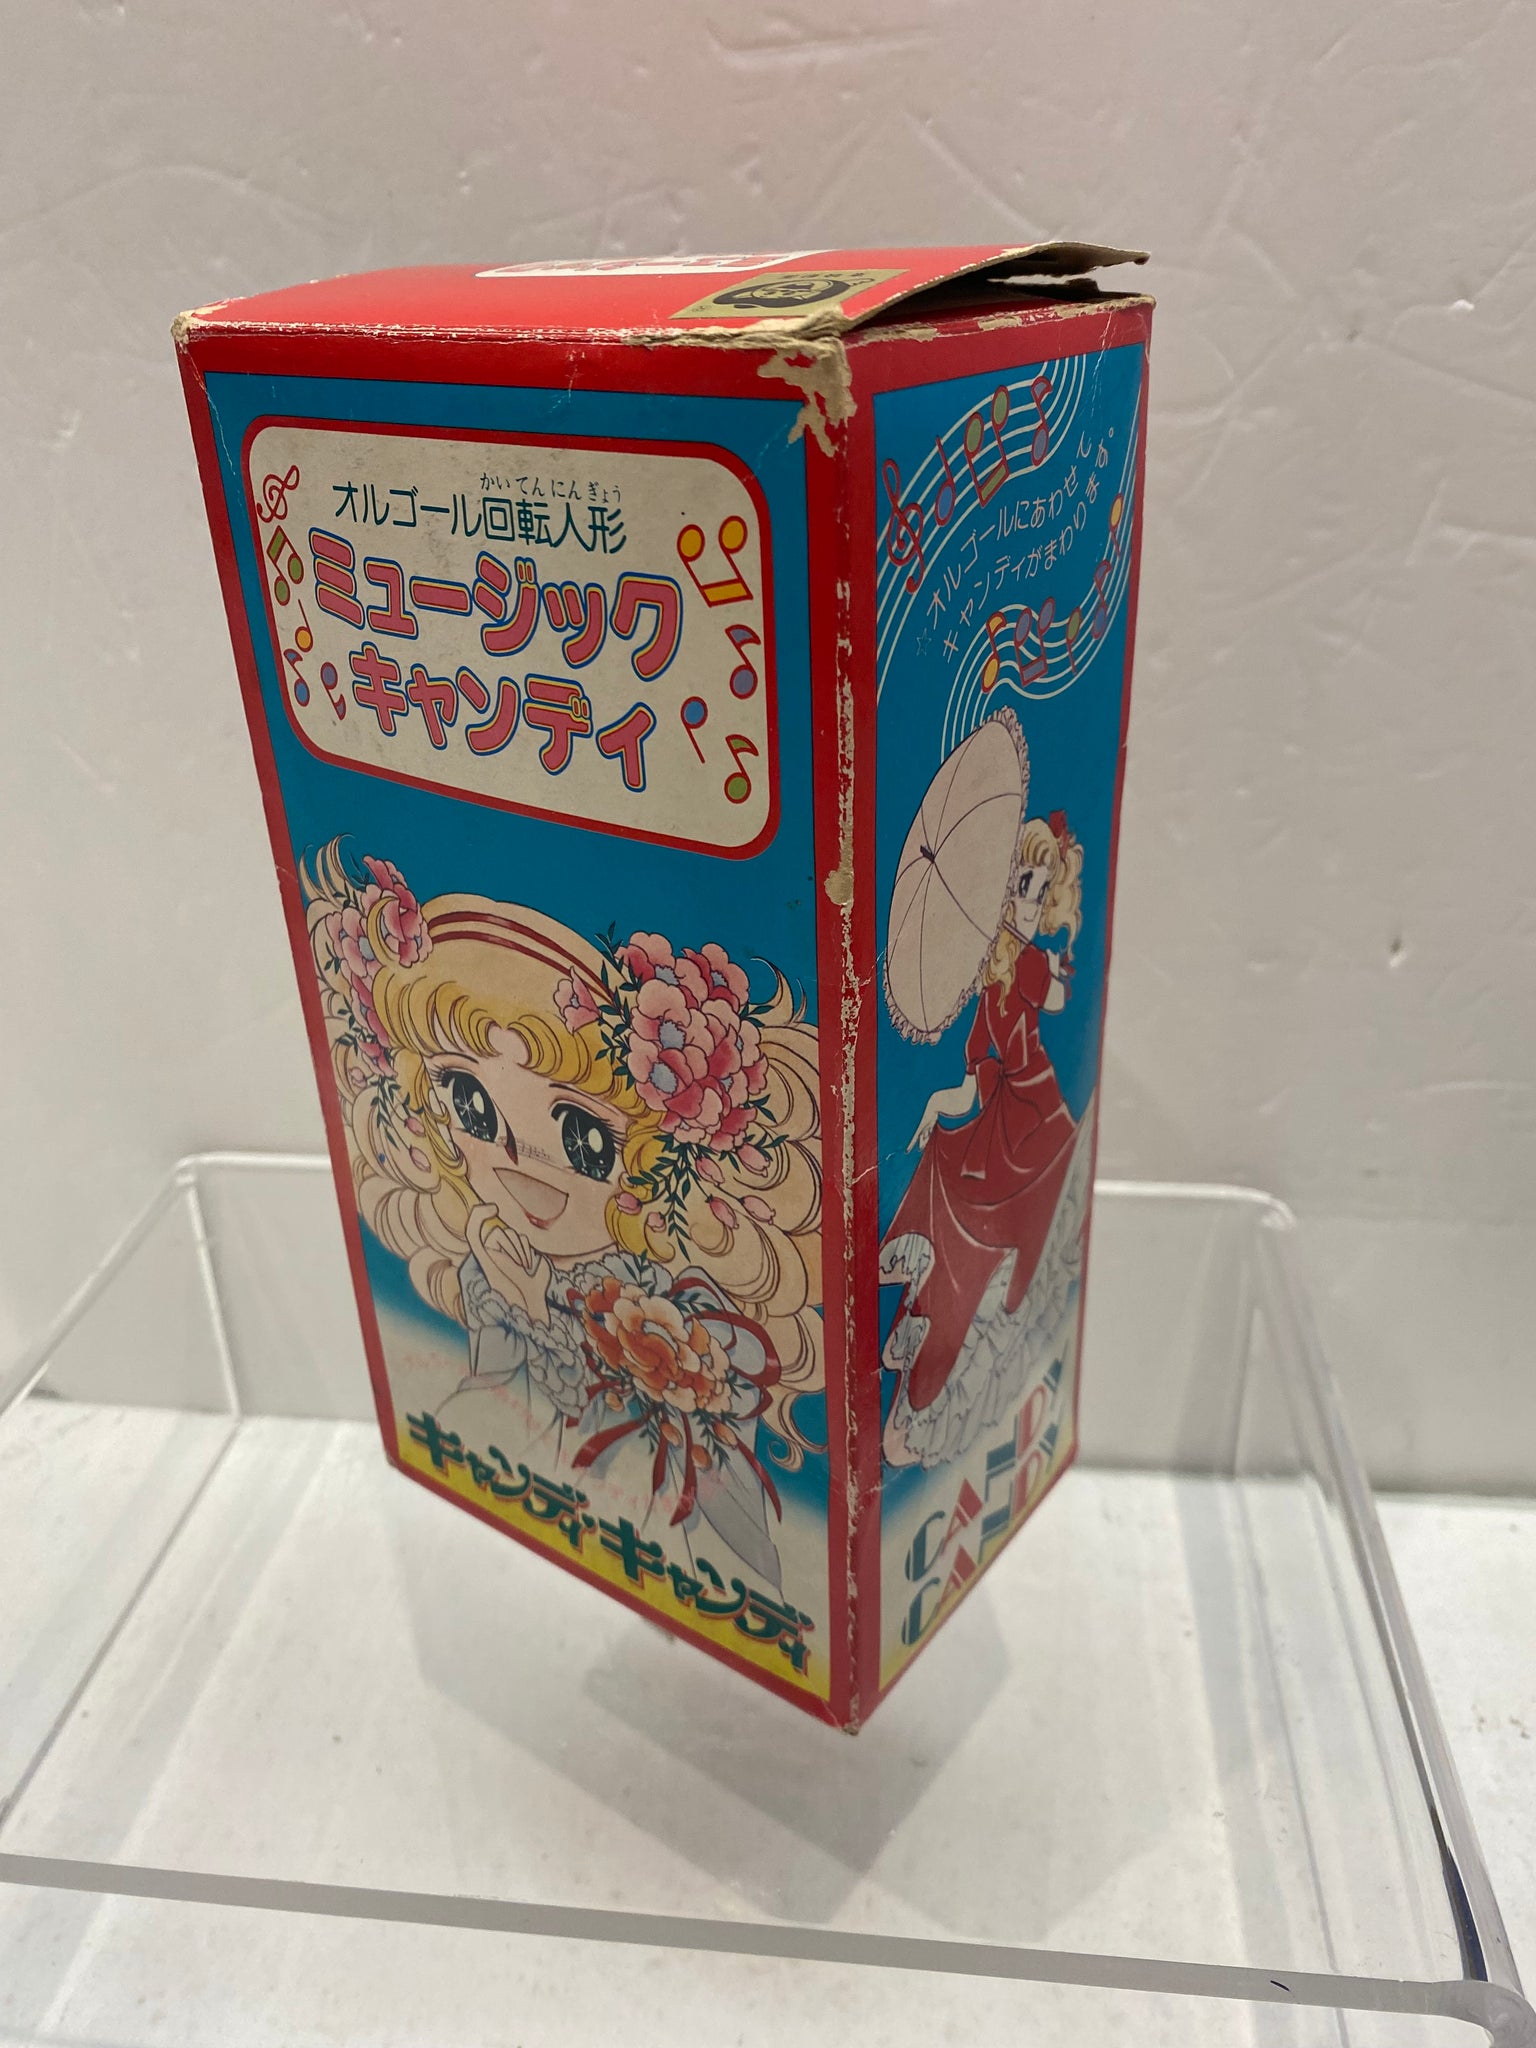 かいてんにんぎょう
オルゴール回転人形
ミュージック
キャンディ
キャンディ・キャンディ
☆オルゴールにあわせて
キャンディがまわります。
CANDY
CANDY